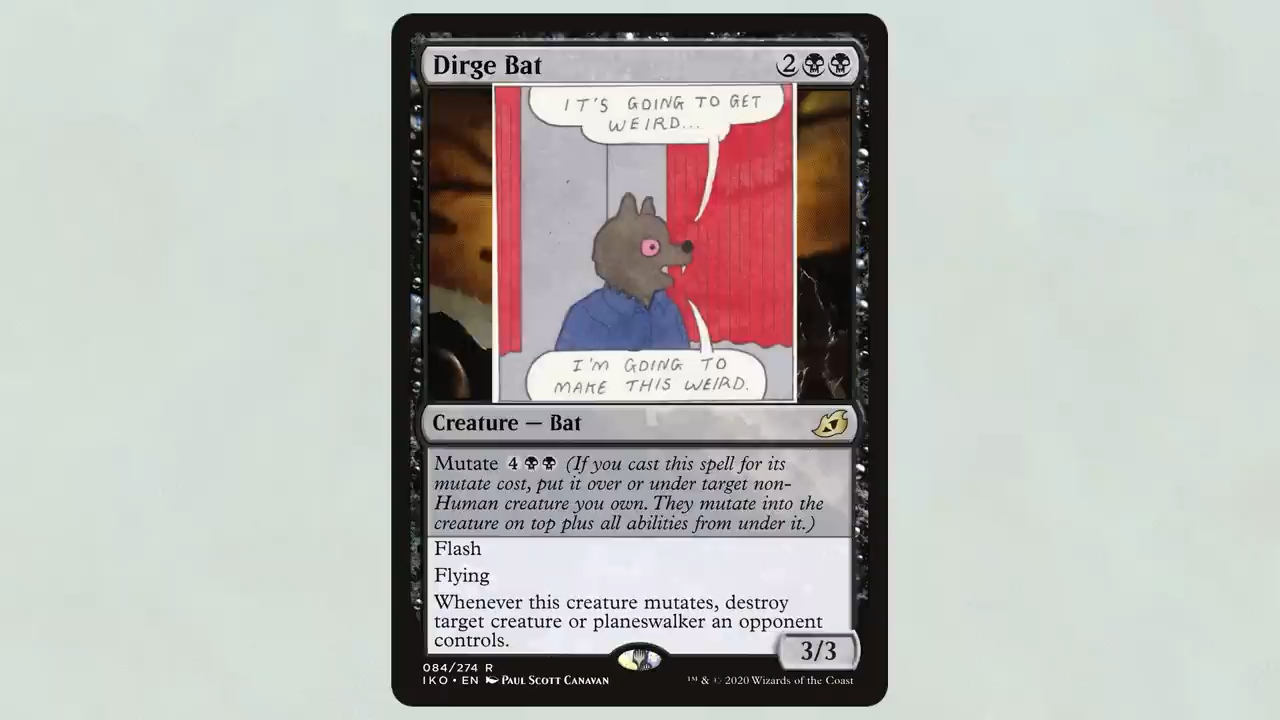 Dirge Bat 2
IT'S GOING TO GET
WEIRD...
I'M GOING TO
MAKE THIS WEIRD.
Creature — Bat
Mutate 4 (If you cast this spell for its
mutate cost, put it over or under target non-
Human creature you own. They mutate into the
creature on top plus all abilities from under it.)
Flash
Flying
Whenever this creature mutates, destroy
target creature or planeswalker an opponent
controls.
3/3
084/274 R
IKO • EN PAUL SCOTT CANAVAN
™ & © 2020 Wizards of the Coast